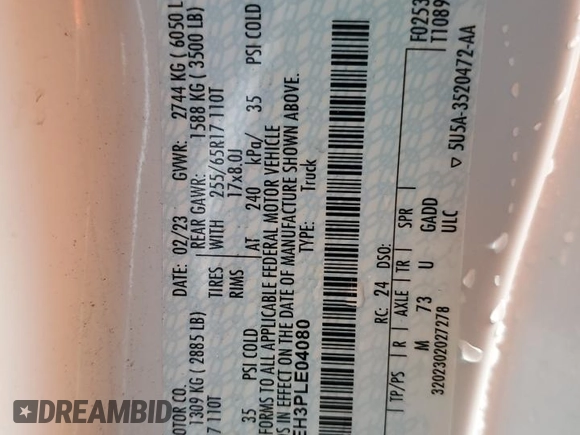 OTOR CO.
DATE: 02/23 GVWR: 2744 KG ( 6050 L
1309 KG ( 2885 LB) REAR GAWR: 1588 KG ( 3500 LB)
7 110T TIRES WITH 255/65R17 110T
RIMS 17x8.0J
35 PSI COLD AT 240 kPa/ 35 PSI COLD
FORMS TO ALL APPLICABLE FEDERAL MOTOR VEHICLE
S IN EFFECT ON THE DATE OF MANUFACTURE SHOWN ABOVE.
EH3PLE04080 TYPE: Truck
F0253
T1089
RC: 24 DSO:
TP/PS R AXLE TR SPR
M 73 U GADD
3202302027278 ULC
▽ 5U5A-3520472-AA
DREAMBID